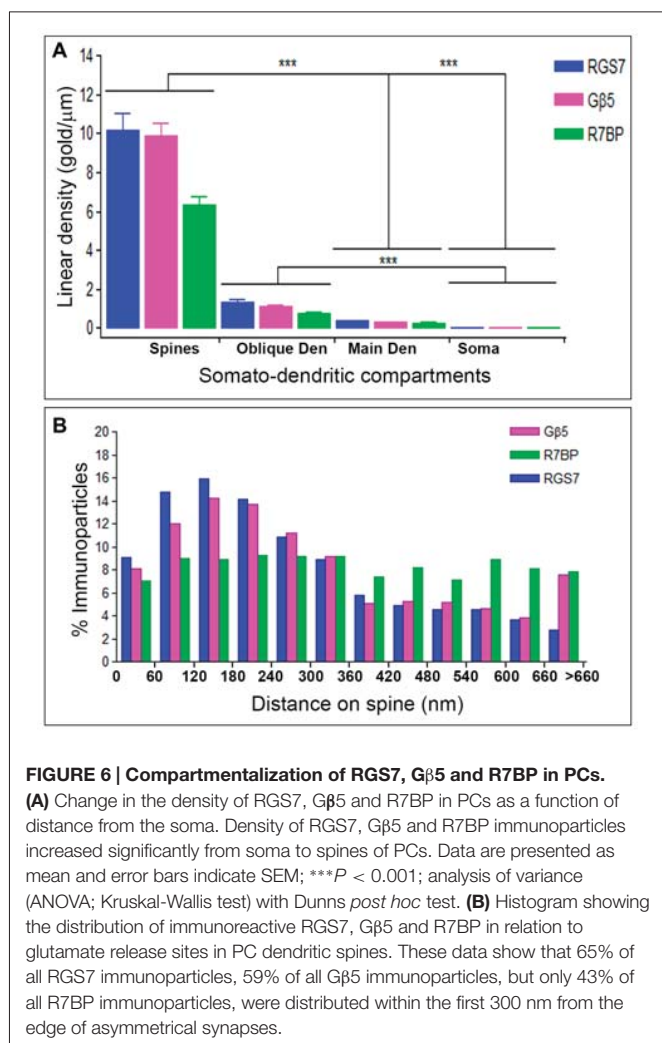 A
*** ***
RGS7
Gβ5
R7BP
***
Linear density (gold/µm)
14
12
10
8
6
4
2
0
Spines Oblique Den Main Den Soma
Somato-dendritic compartments
B
Gβ5
R7BP
RGS7
% Immunoparticles
20
18
16
14
12
10
8
6
4
2
0
0 60 120 180 240 300 360 420 480 540 600 660 >660
Distance on spine (nm)
FIGURE 6 | Compartmentalization of RGS7, Gβ5 and R7BP in PCs.
(A) Change in the density of RGS7, Gβ5 and R7BP in PCs as a function of
distance from the soma. Density of RGS7, Gβ5 and R7BP immunoparticles
increased significantly from soma to spines of PCs. Data are presented as
mean and error bars indicate SEM; ***P < 0.001; analysis of variance
(ANOVA; Kruskal-Wallis test) with Dunns post hoc test. (B) Histogram showing
the distribution of immunoreactive RGS7, Gβ5 and R7BP in relation to
glutamate release sites in PC dendritic spines. These data show that 65% of
all RGS7 immunoparticles, 59% of all Gβ5 immunoparticles, but only 43% of
all R7BP immunoparticles, were distributed within the first 300 nm from the
edge of asymmetrical synapses.